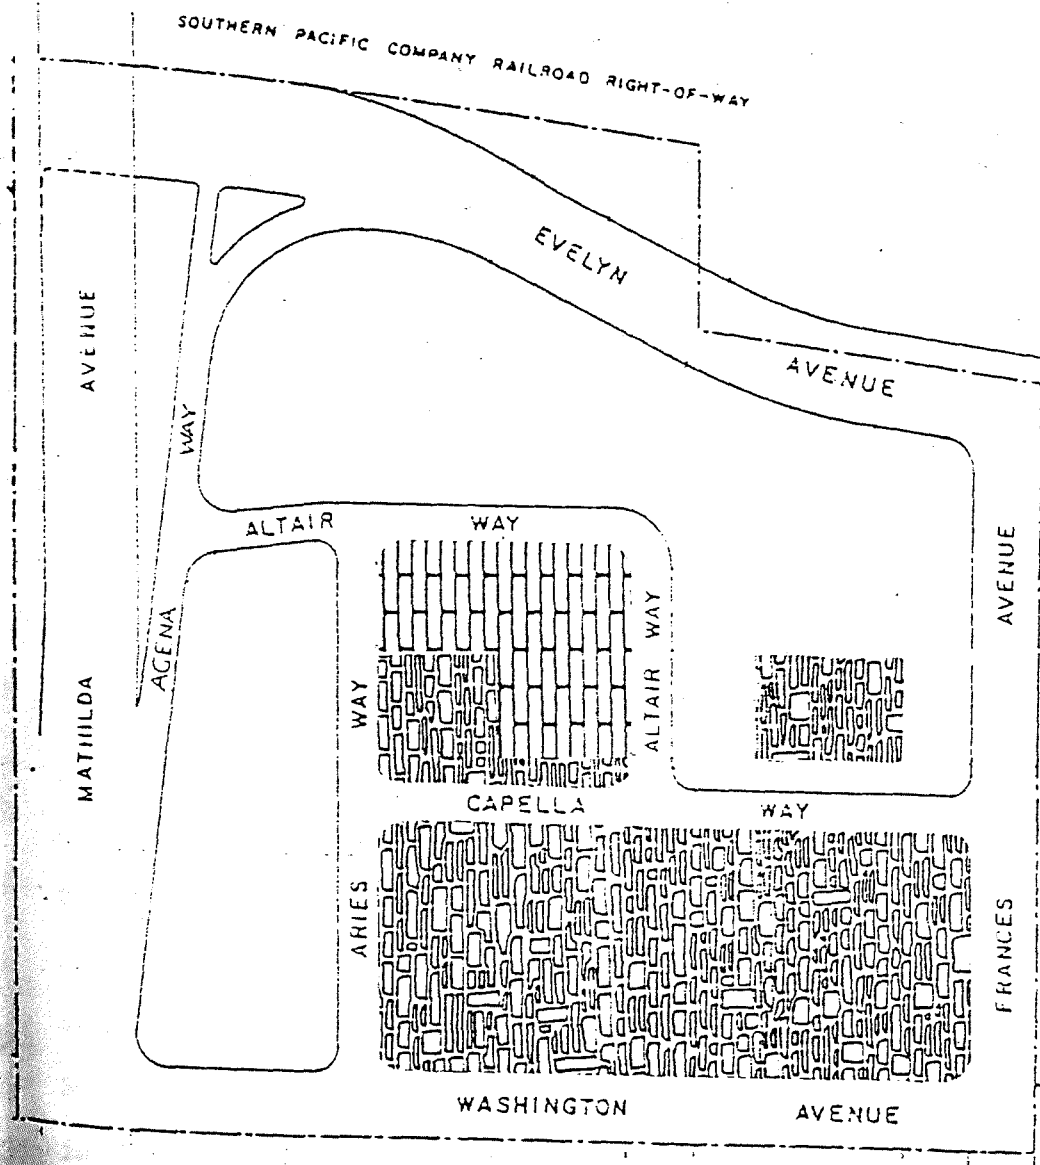 SOUTHERN PACIFIC COMPANY RAILROAD RIGHT-OF-WAY
EVELYN
AVENUE
AVENUE
WAY
ALTAIR
WAY
AVENUE
AGENA
ALTAIR WAY
WAY
MATHILDA
CAPELLA
WAY
ARIES
FRANCES
WASHINGTON
AVENUE